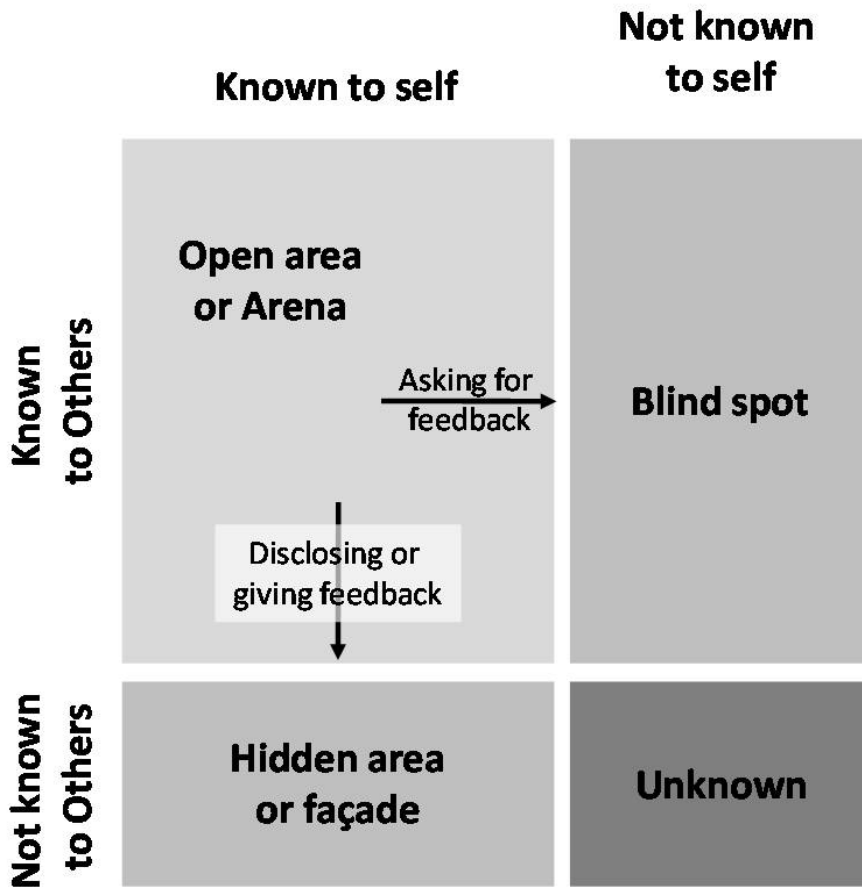 Known to self
Not known
to self
Known
to Others
Open area
or Arena
Asking for
feedback
Blind spot
Disclosing or
giving feedback
Not known
to Others
Hidden area
or façade
Unknown